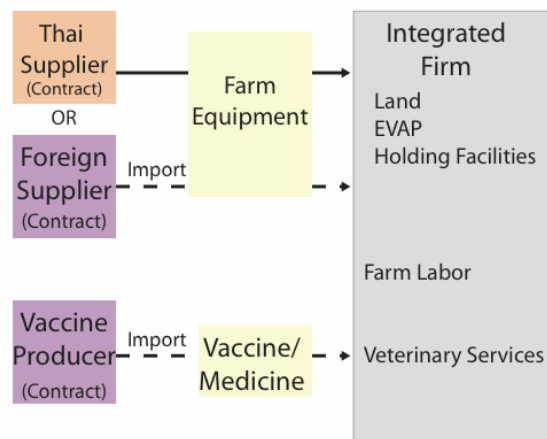 Thai
Supplier
(Contract)
OR
Foreign
Supplier
(Contract)
Import
Farm
Equipment
Vaccine
Producer
(Contract)
Import
Vaccine/
Medicine
Integrated
Firm
Land
EVAP
Holding Facilities
Farm Labor
Veterinary Services